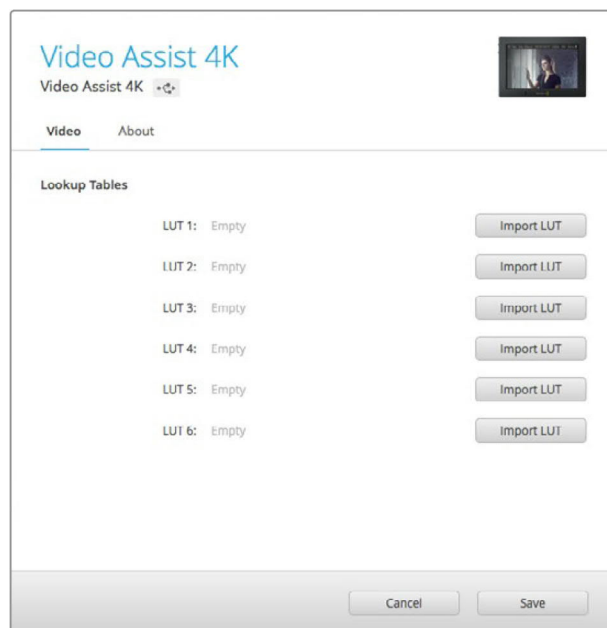 Video Assist 4K
Video Assist 4K
Video About
Lookup Tables
LUT 1: Empty Import LUT
LUT 2: Empty Import LUT
LUT 3: Empty Import LUT
LUT 4: Empty Import LUT
LUT 5: Empty Import LUT
LUT 6: Empty Import LUT
Cancel Save